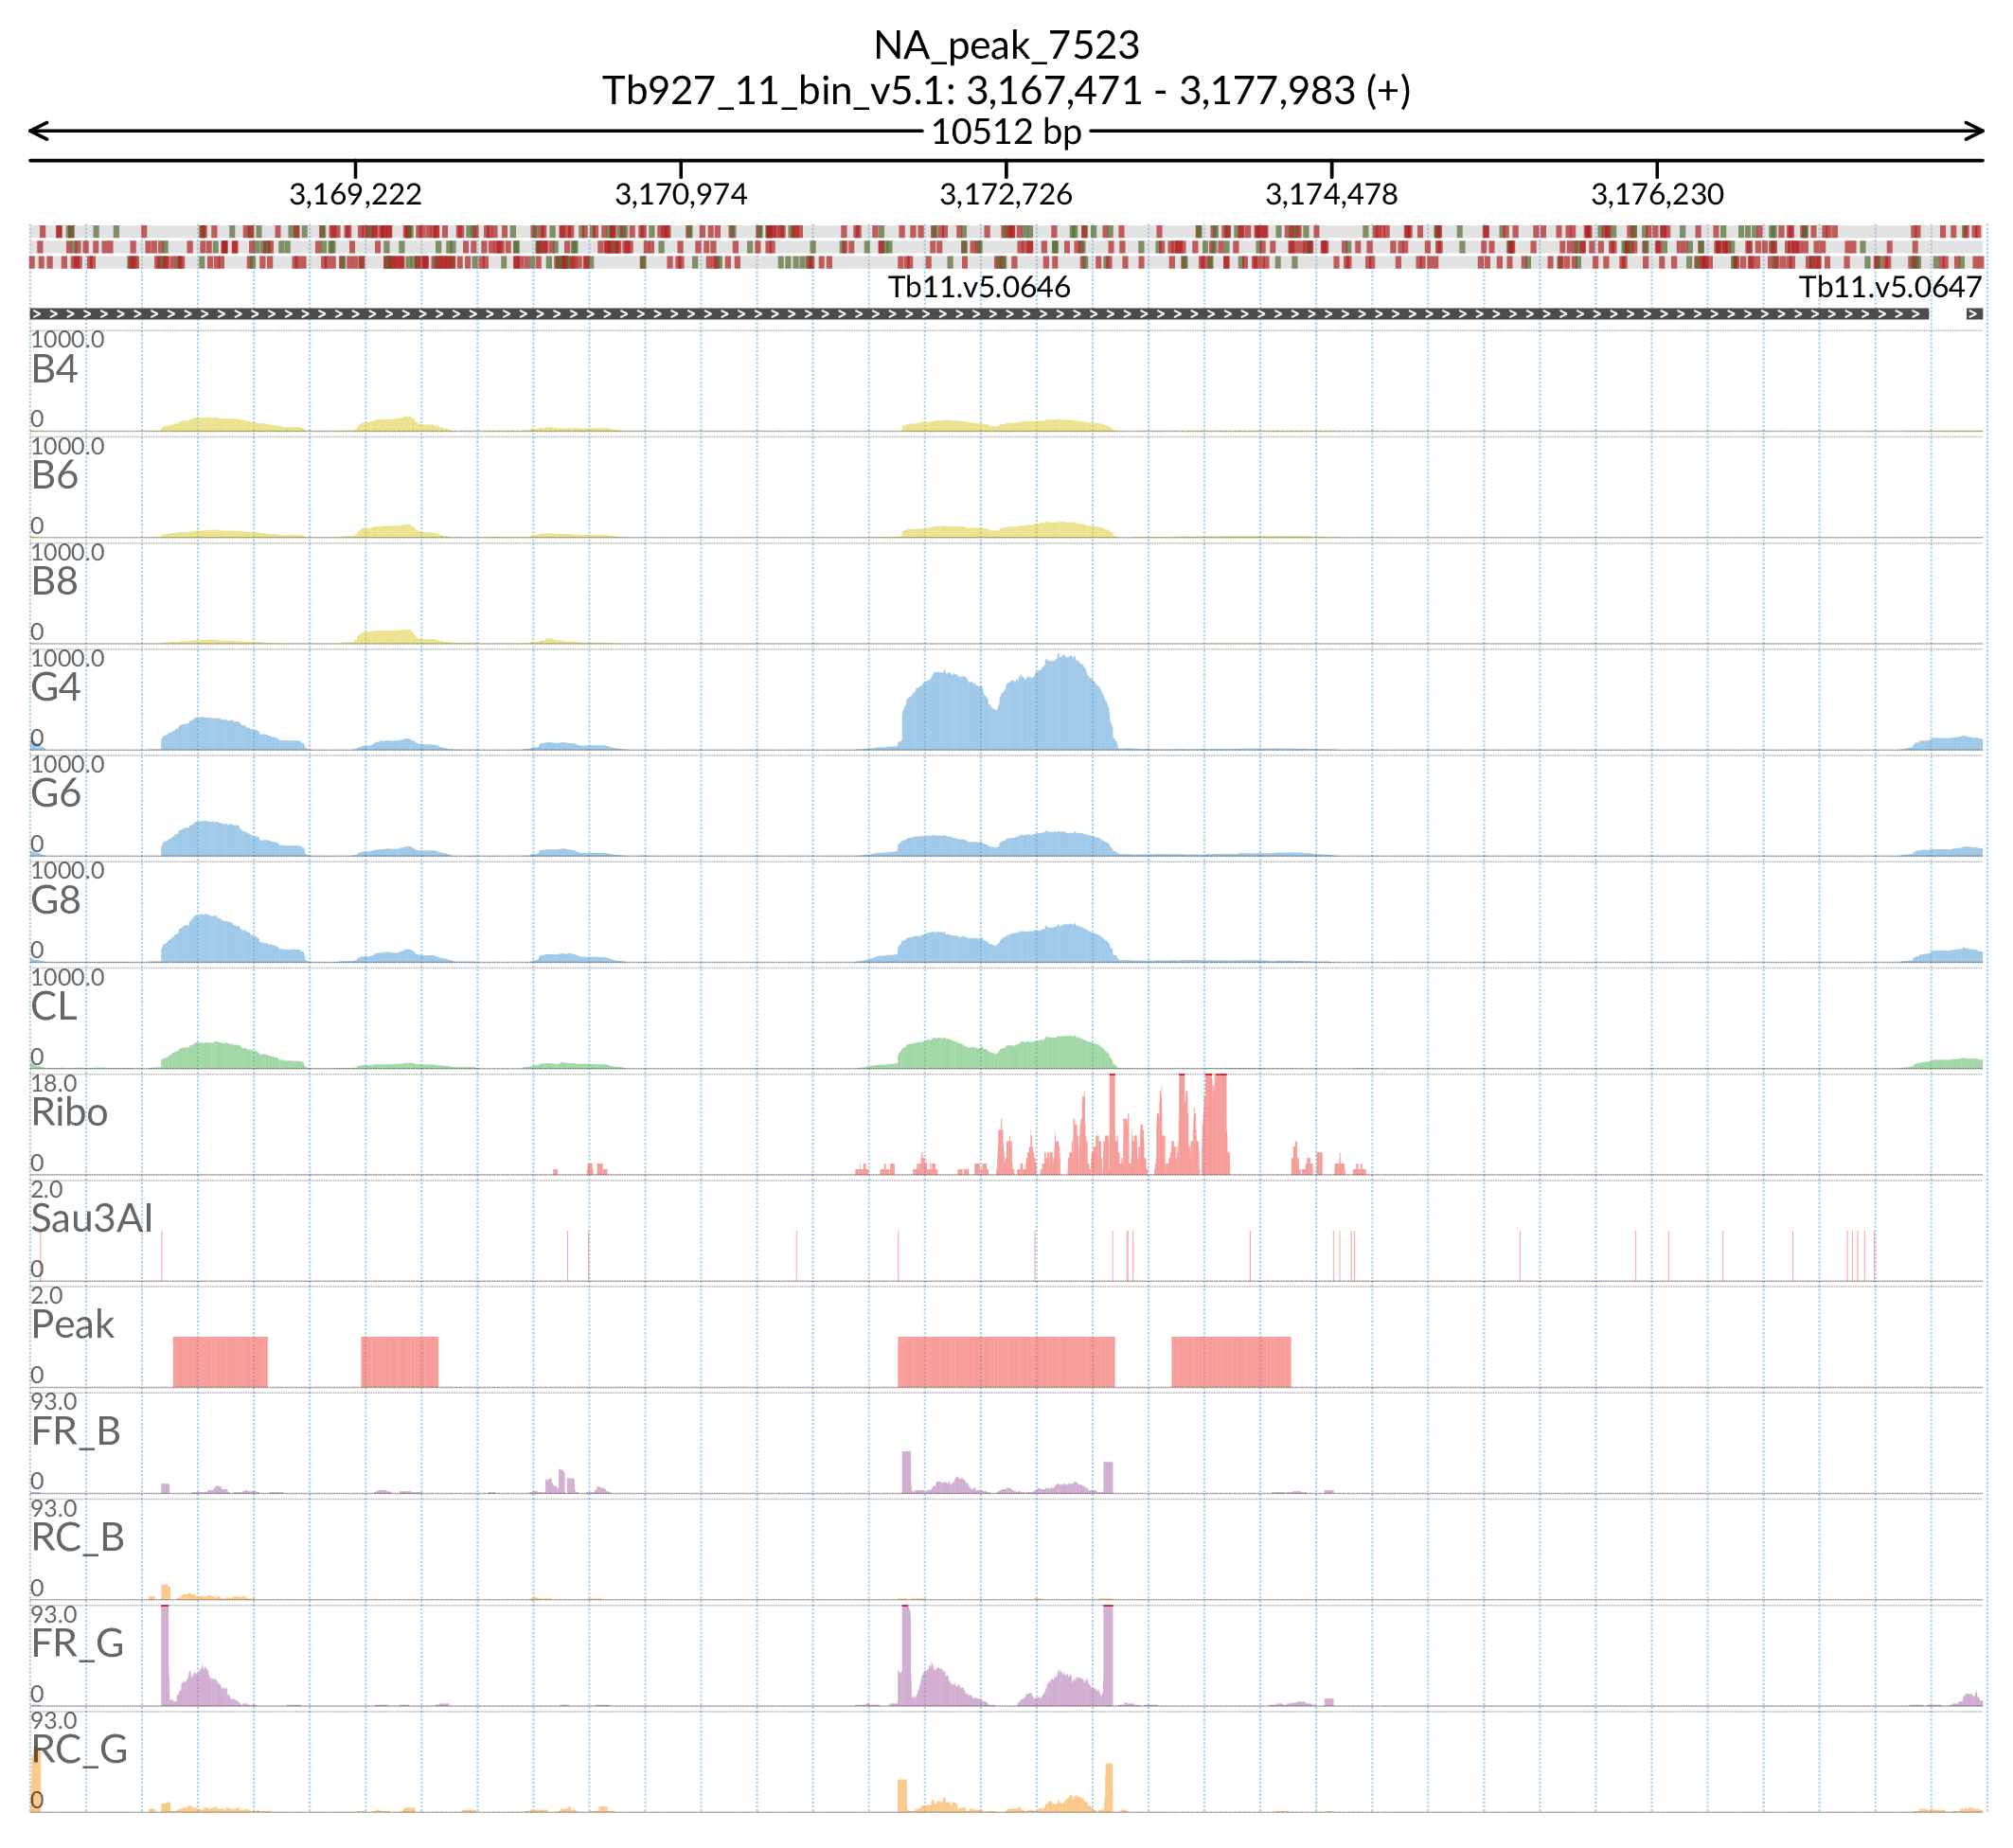 NA_peak_7523
Tb927_11_bin_v5.1: 3,167,471 - 3,177,983 (+)
10512 bp
3,169,222 3,170,974 3,172,726 3,174,478 3,176,230
Tb11.v5.0646 Tb11.v5.0647
1000.0
B4
0
1000.0
B6
0
1000.0
B8
0
1000.0
G4
0
1000.0
G6
0
1000.0
G8
0
1000.0
CL
0
18.0
Ribo
0
2.0
Sau3AI
0
2.0
Peak
0
93.0
FR_B
0
93.0
RC_B
0
93.0
FR_G
0
93.0
RC_G
0